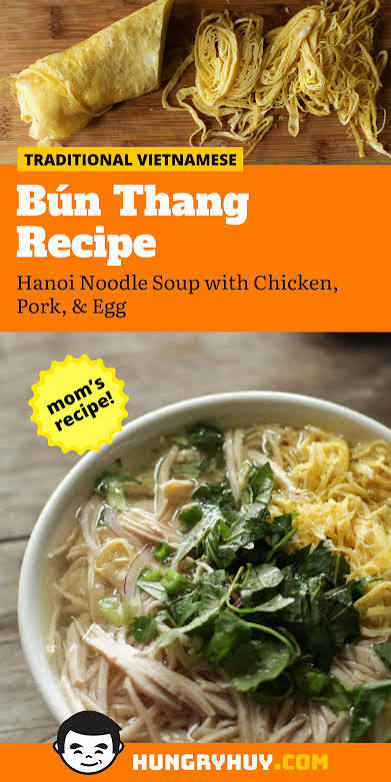 TRADITIONAL VIETNAMESE
Bún Thang
Recipe
Hanoi Noodle Soup with Chicken,
Pork, & Egg
mom's
recipe!
HUNGRYHUY.COM